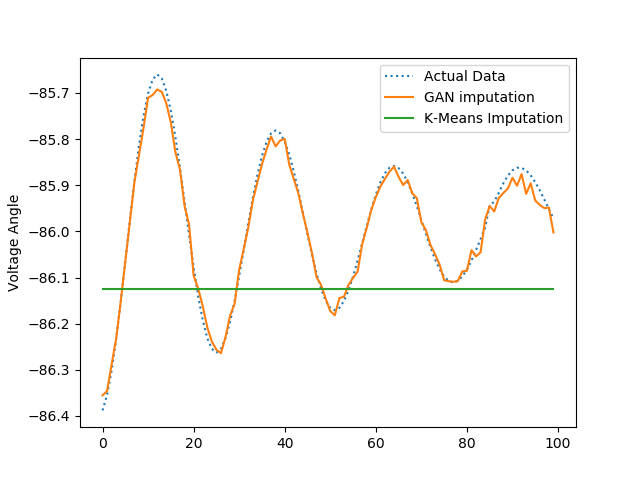 Actual Data
GAN imputation
K-Means Imputation
−85.7
−85.8
−85.9
−86.0
−86.1
−86.2
−86.3
−86.4
Voltage Angle
0 20 40 60 80 100